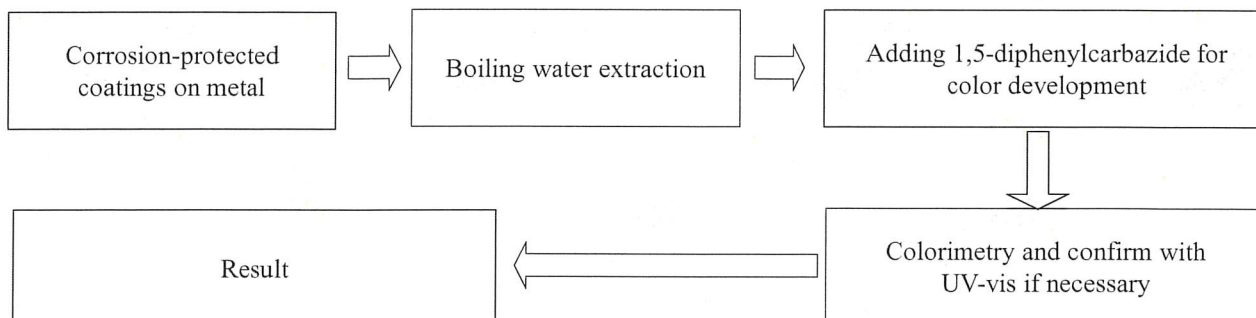 Corrosion-protected
coatings on metal
Boiling water extraction
Adding 1,5-diphenylcarbazide for
color development
Colorimetry and confirm with
UV-vis if necessary
Result